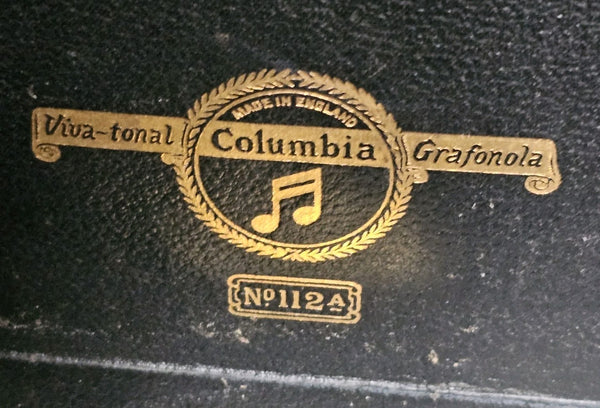 MADE IN ENGLAND
Viva-tonal Columbia Grafonola
No 112A